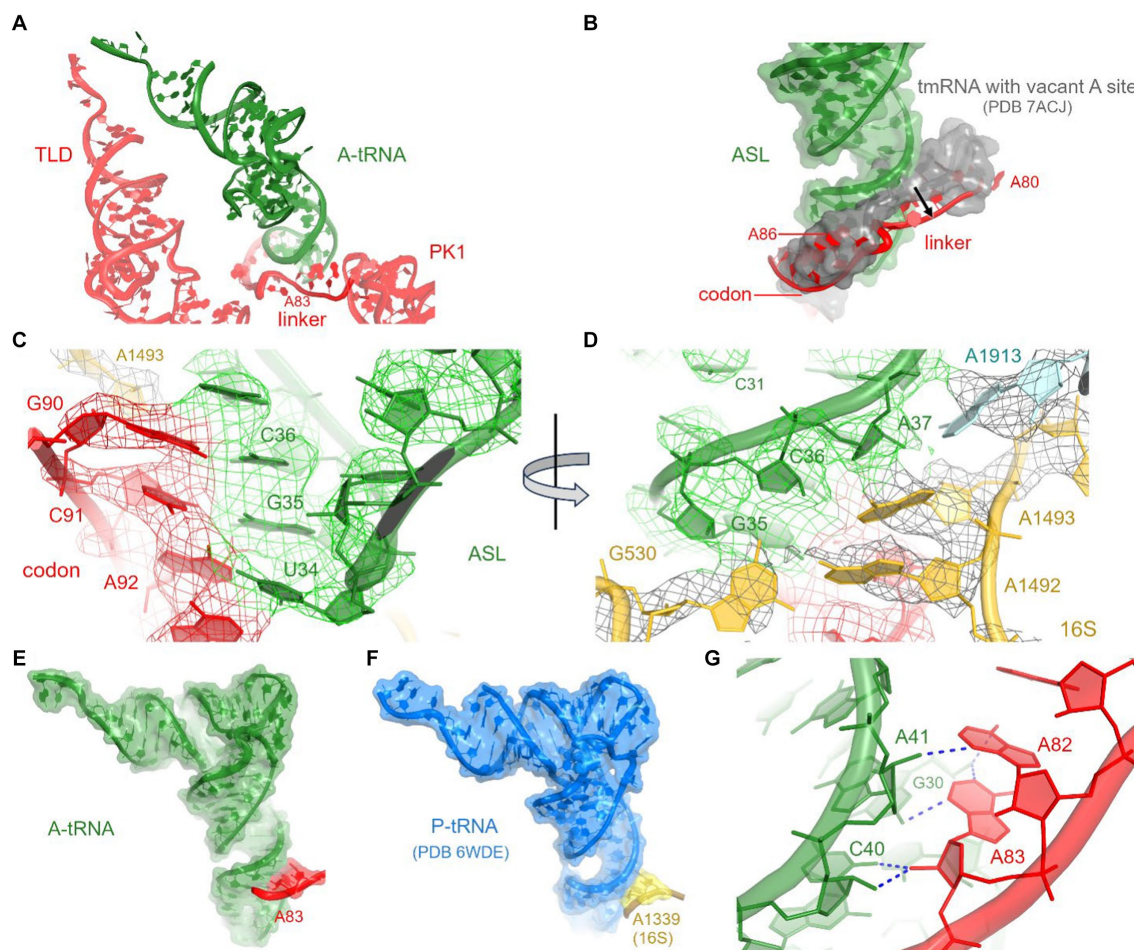 A
TLD
A-tRNA
PK1
A83
linker
B
tmRNA with vacant A site
(PDB 7ACJ)
ASL
A80
A86
linker
codon
C
A1493
G90
C36
C91
G35
A92
U34
codon
ASL
D
A1913
C31
A37
C36
A1493
G35
G530
A1492
16S
E
A-tRNA
A83
F
P-tRNA
(PDB 6WDE)
A1339
(16S)
G
A41
A82
G30
C40
A83